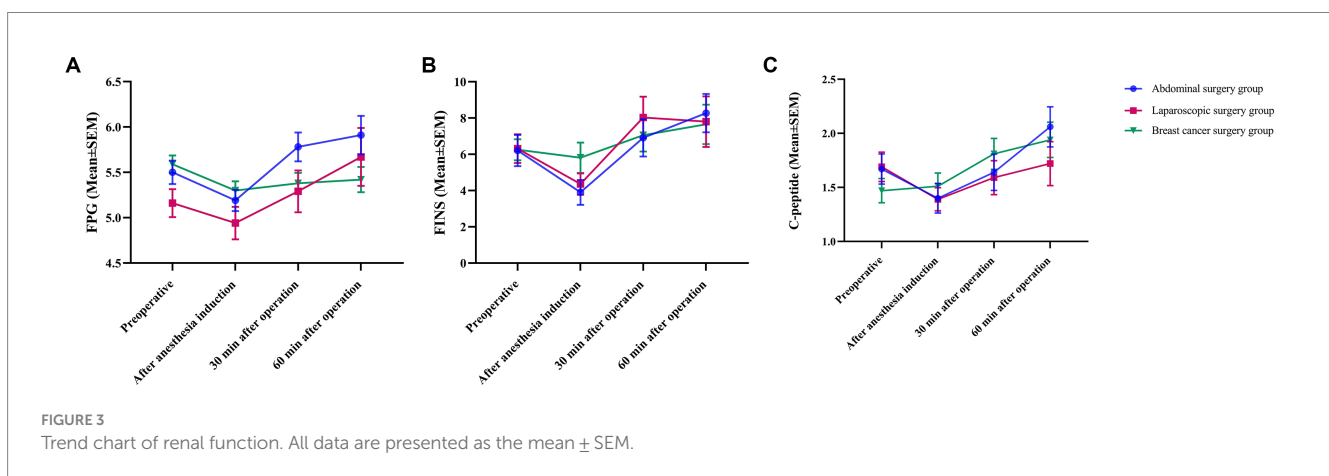 A
FPG (Mean±SEM)
6.5
6.0
5.5
5.0
4.5
Preoperative
After anesthesia induction
30 min after operation
60 min after operation
B
FINS (Mean±SEM)
10
8
6
4
2
0
Preoperative
After anesthesia induction
30 min after operation
60 min after operation
C
C-peptide (Mean±SEM)
2.5
2.0
1.5
1.0
Preoperative
After anesthesia induction
30 min after operation
60 min after operation
Abdominal surgery group
Laparoscopic surgery group
Breast cancer surgery group
FIGURE 3
Trend chart of renal function. All data are presented as the mean ± SEM.